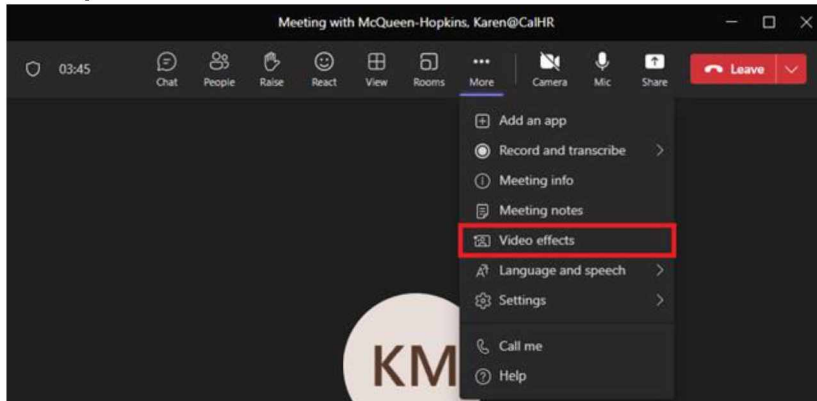 Meeting with McQueen-Hopkins, Karen@CalHR
03:45
Chat
People
Raise
React
View
Rooms
More
Camera
Mic
Share
Leave
Add an app
Record and transcribe
Meeting info
Meeting notes
Video effects
Language and speech
Settings
Call me
Help
KM